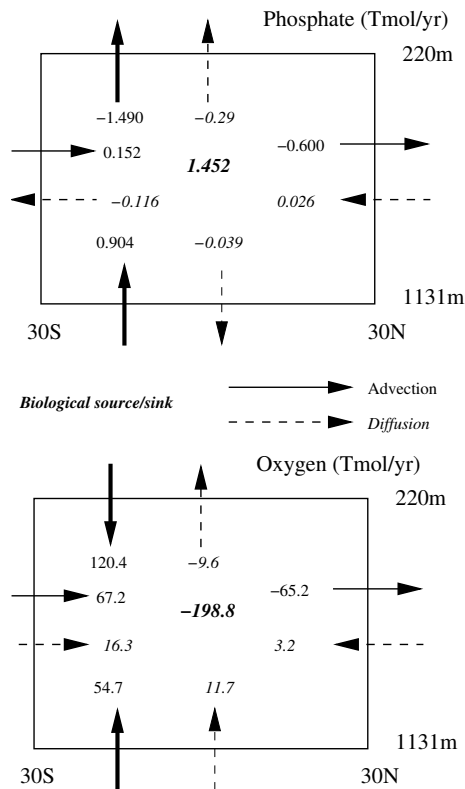 Phosphate (Tmol/yr)
220m
−1.490 −0.29
0.152 −0.600
1.452
−0.116 0.026
0.904 −0.039
1131m
30S 30N
Biological source/sink
Advection
Diffusion
Oxygen (Tmol/yr)
220m
120.4 −9.6
67.2 −65.2
−198.8
16.3 3.2
54.7 11.7
1131m
30S 30N